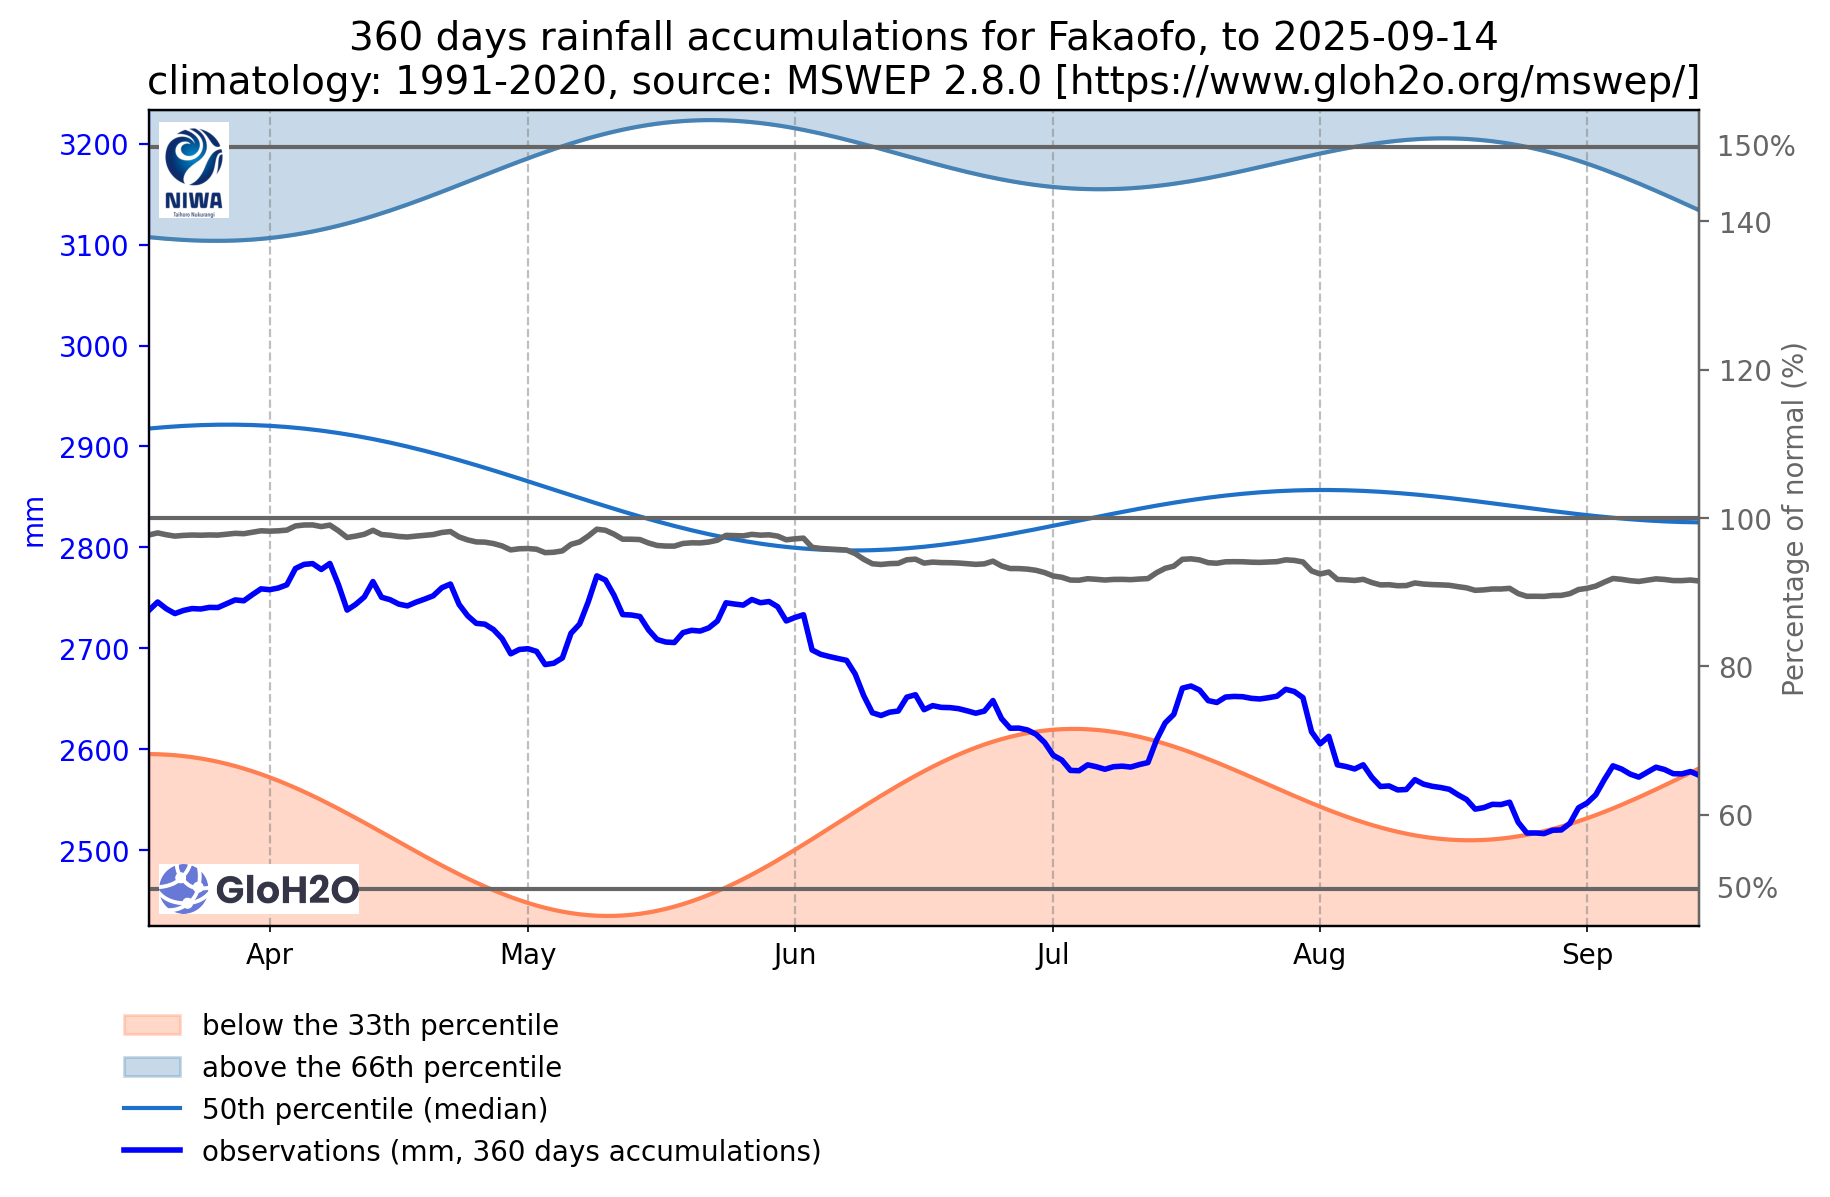 360 days rainfall accumulations for Fakaofo, to 2025-09-14
climatology: 1991-2020, source: MSWEP 2.8.0 [https://www.gloh2o.org/mswep/]
NIWA
Taihoro Nukurangi
3200
3100
3000
2900
2800
2700
2600
2500
mm
150%
140
120
100
80
60
50%
Percentage of normal (%)
GloH2O
Apr May Jun Jul Aug Sep
below the 33th percentile
above the 66th percentile
50th percentile (median)
observations (mm, 360 days accumulations)